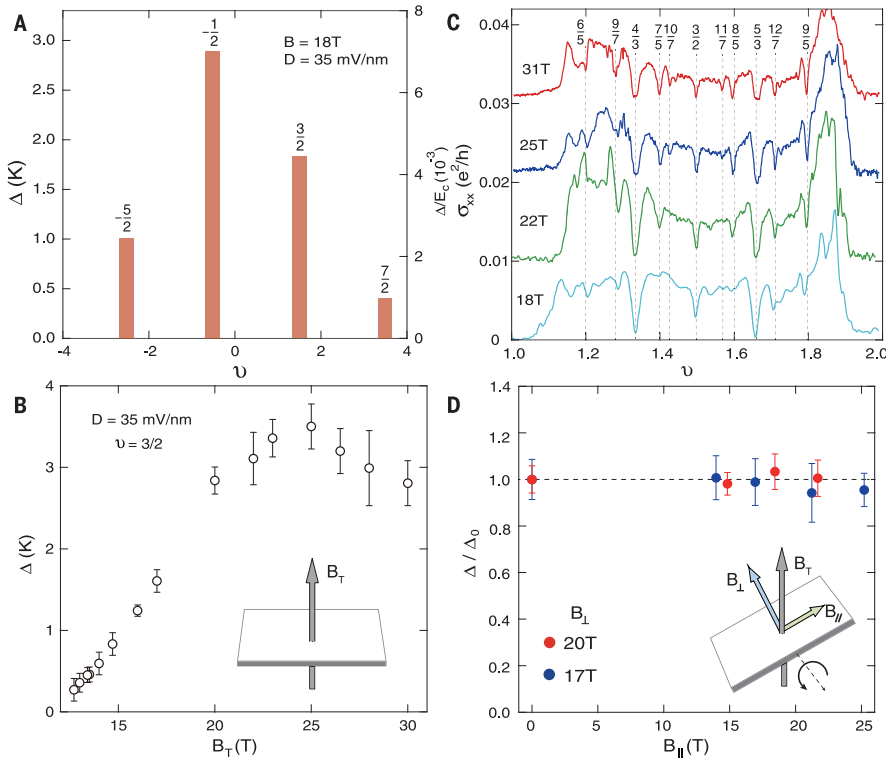 A
3.0
2.5
2.0
1.5
1.0
0.5
0.0
Δ (K)
-5/2
-1/2
3/2
7/2
B = 18T
D = 35 mV/nm
8
6
4
2
0
Δ/E_c (10^-3)
-4 -2 0 2 4
υ
C
0.04
0.03
0.02
0.01
0
σ_xx (e²/h)
6/5 9/7 4/3 7/5 10/7 3/2 11/7 8/5 5/3 12/7 9/5
31T
25T
22T
18T
1.0 1.2 1.4 1.6 1.8 2.0
υ
B
4
3
2
1
0
Δ (K)
D = 35 mV/nm
υ = 3/2
B_T
15 20 25 30
B_T (T)
D
1.4
1.2
1.0
0.8
0.6
0.4
0.2
0.0
Δ / Δ_0
B_⊥
20T
17T
B_⊥
B_T
B_//
0 5 10 15 20 25
B_||(T)